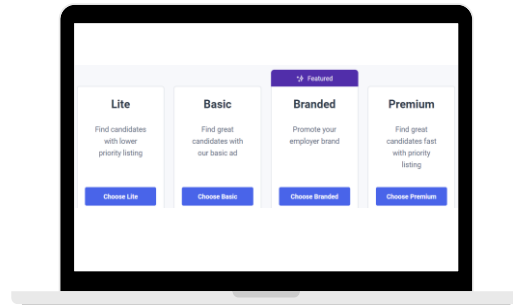 Featured
Lite
Find candidates
with lower
priority listing
Choose Lite
Basic
Find great
candidates with
our basic ad
Choose Basic
Branded
Promote your
employer brand
Choose Branded
Premium
Find great
candidates fast
with priority
listing
Choose Premium